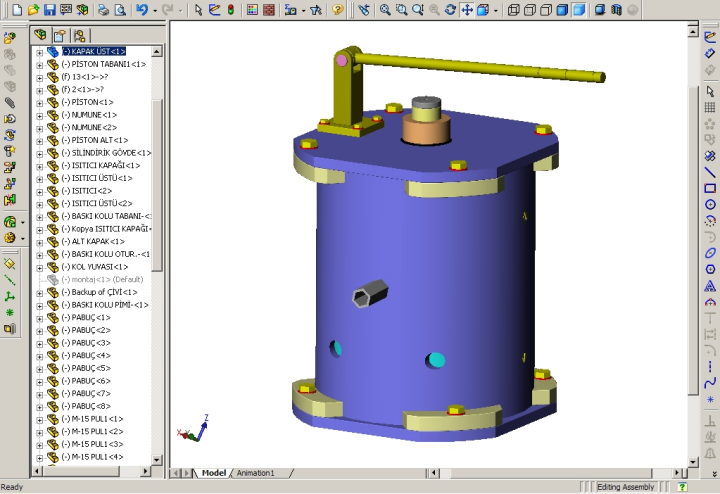 (-) KAPAK ÜST<1>
(-) PİSTON TABANI1<1>
(f) 13<1>->?
(f) 2<1>->?
(-) PİSTON<1>
(-) NUMUNE<1>
(-) NUMUNE<2>
(-) PİSTON ALT<1>
(-) SİLİNDİRİK GÖVDE<1>
(-) ISITICI KAPAĞI<1>
(-) ISITICI ÜSTÜ<1>
(-) ISITICI<2>
(-) ISITICI ÜSTÜ<2>
(-) BASKI KOLU TABANI-<
(-) Kopya ISITICI KAPAĞI-
(-) ALT KAPAK<1>
(-) BASKI KOLU OTUR..-<1
(-) KOL YUVASI<1>
(-) montaj<1> (Default)
(-) Backup of ÇİVİ<1>
(-) BASKI KOLU PİMİ-<1>
(-) PABUÇ<1>
(-) PABUÇ<2>
(-) PABUÇ<3>
(-) PABUÇ<4>
(-) PABUÇ<5>
(-) PABUÇ<6>
(-) PABUÇ<7>
(-) PABUÇ<8>
(-) M-15 PUL1<1>
(-) M-15 PUL1<2>
(-) M-15 PUL1<3>
(-) M-15 PUL1<4>
Z
X
Model
Animation1
Ready
Editing Assembly